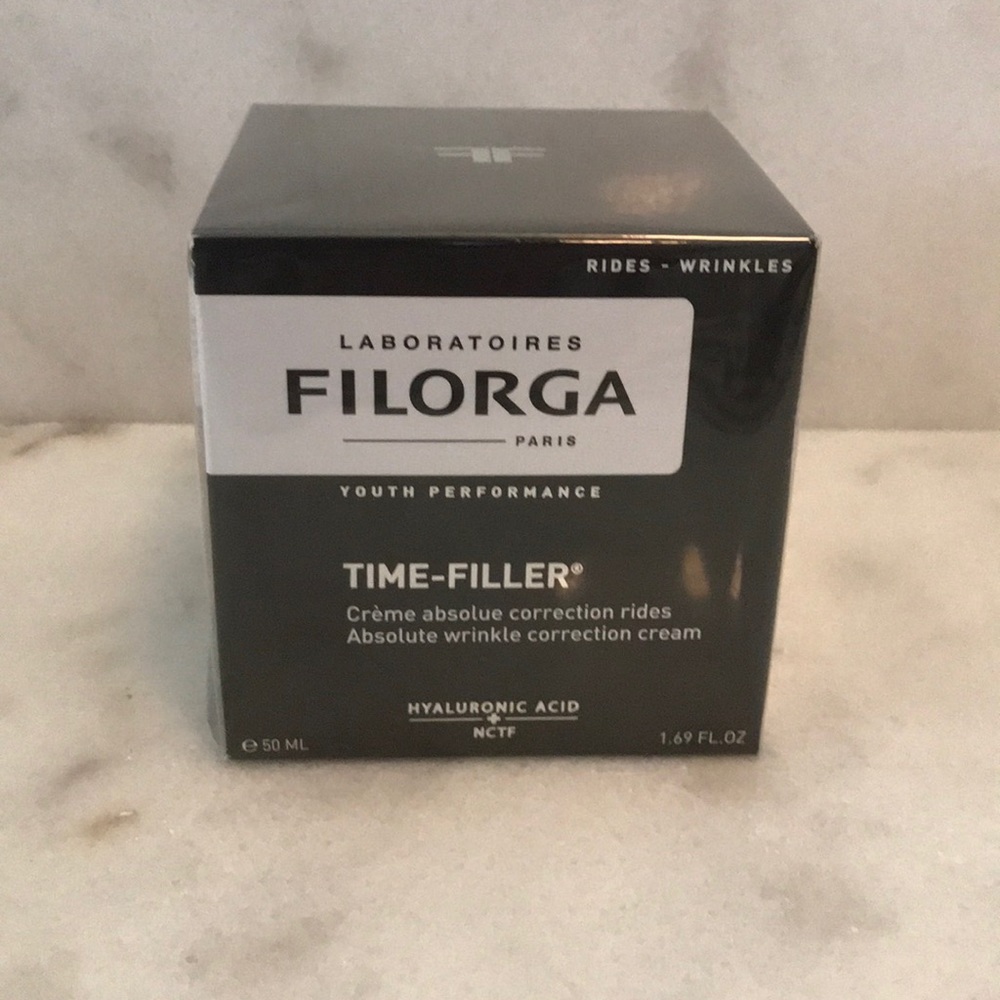 RIDES - WRINKLES
LABORATOIRES
FILORGA
PARIS
YOUTH PERFORMANCE
TIME-FILLER®
Crème absolue correction rides
Absolute wrinkle correction cream
HYALURONIC ACID
+
NCTF
℮ 50 ML
1.69 FL.OZ